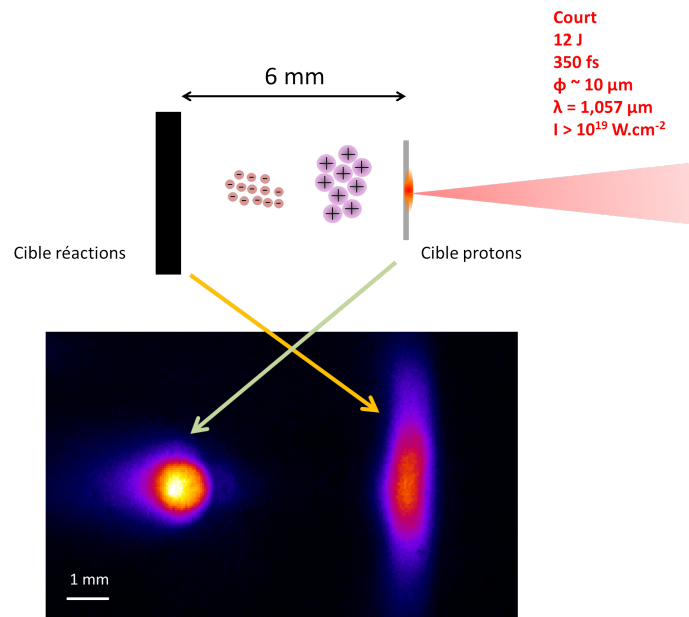 Court
12 J
350 fs
ϕ ~ 10 µm
λ = 1,057 µm
I > 10¹⁹ W.cm⁻²
6 mm
Cible réactions
Cible protons
1 mm